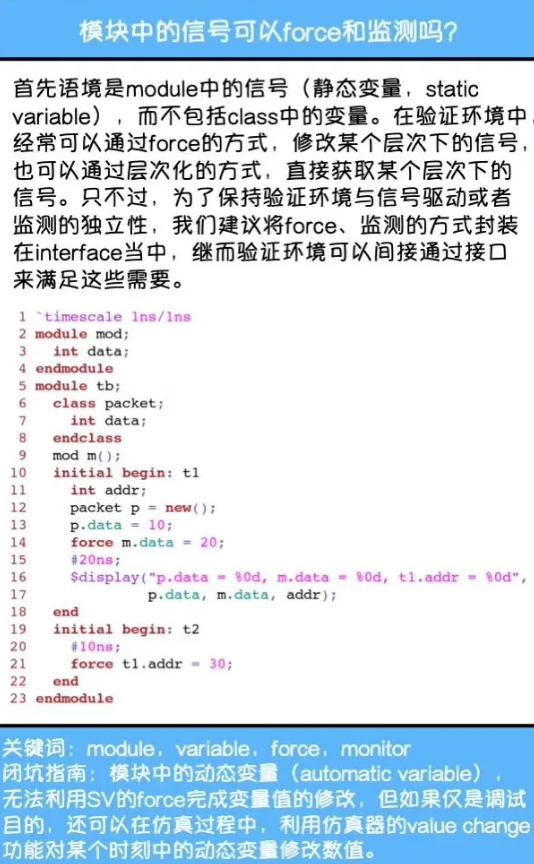 模块中的信号可以force和监测吗？
首先语境是module中的信号（静态变量，static
variable），而不包括class中的变量。在验证环境中，
经常可以通过force的方式，修改某个层次下的信号，
也可以通过层次化的方式，直接获取某个层次下的
信号。只不过，为了保持验证环境与信号驱动或者
监测的独立性，我们建议将force、监测的方式封装
在interface当中，继而验证环境可以间接通过接口
来满足这些需要。
1 `timescale 1ns/1ns
2 module mod;
3   int data;
4 endmodule
5 module tb;
6   class packet;
7     int data;
8   endclass
9   mod m();
10   initial begin: t1
11     int addr;
12     packet p = new();
13     p.data = 10;
14     force m.data = 20;
15     #20ns;
16     $display("p.data = %0d, m.data = %0d, t1.addr = %0d",
17              p.data, m.data, addr);
18   end
19   initial begin: t2
20     #10ns;
21     force t1.addr = 30;
22   end
23 endmodule
关键词：module，variable，force，monitor
闭坑指南：模块中的动态变量（automatic variable），
无法利用SV的force完成变量值的修改，但如果仅是调试
目的，还可以在仿真过程中，利用仿真器的value change
功能对某个时刻中的动态变量修改数值。